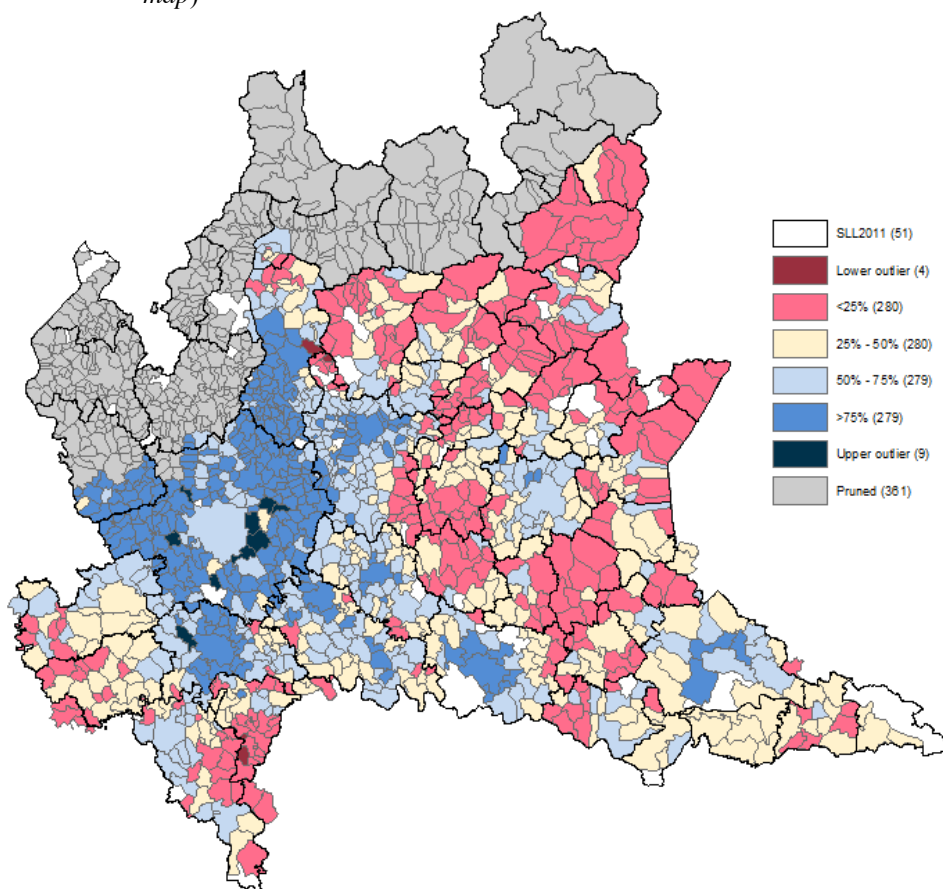 map)
SLL2011 (51)
Lower outlier (4)
<25% (280)
25% - 50% (280)
50% - 75% (279)
>75% (279)
Upper outlier (9)
Pruned (361)